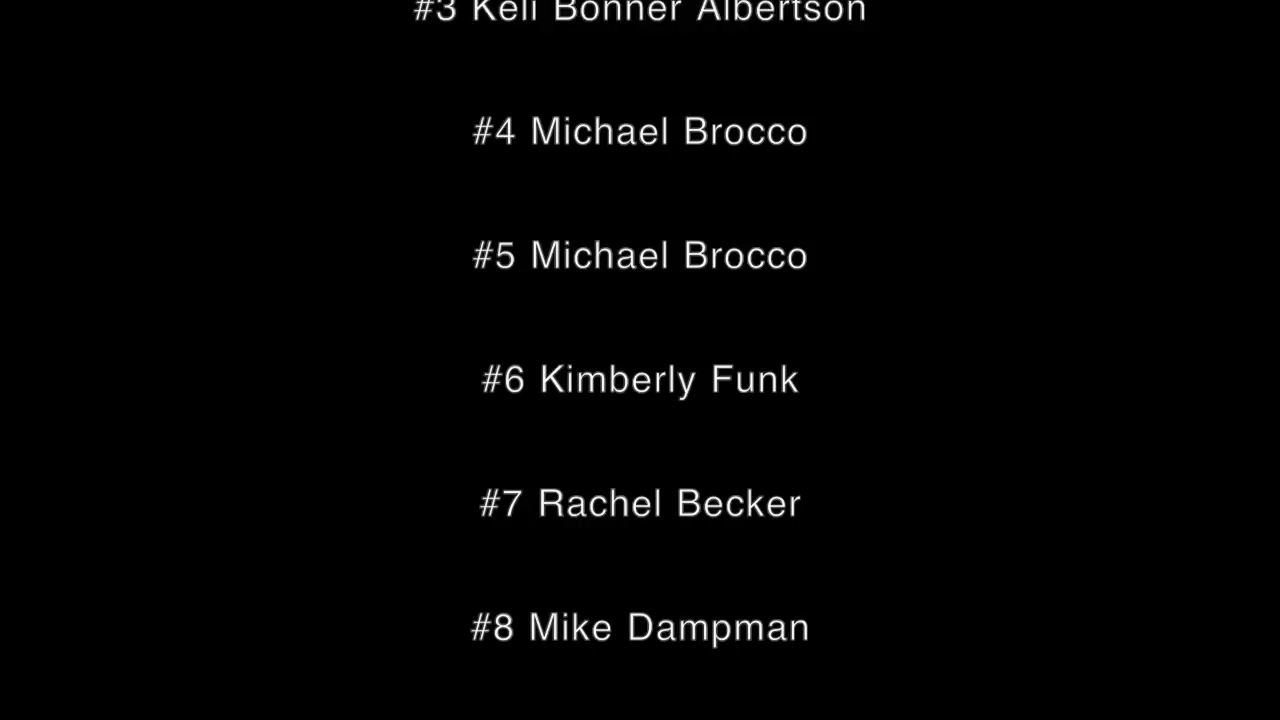 #3 Keli Bonner Albertson
#4 Michael Brocco
#5 Michael Brocco
#6 Kimberly Funk
#7 Rachel Becker
#8 Mike Dampman